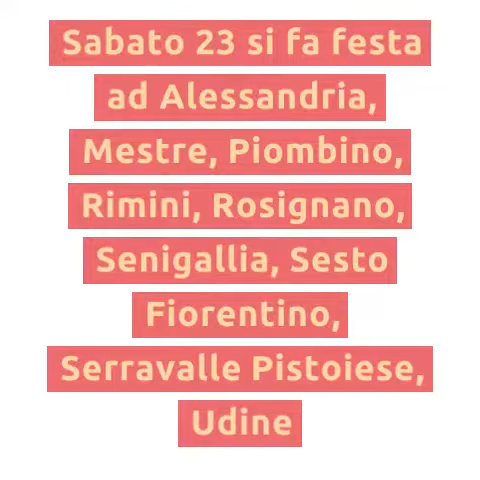 Sabato 23 si fa festa
ad Alessandria,
Mestre, Piombino,
Rimini, Rosignano,
Senigallia, Sesto
Fiorentino,
Serravalle Pistoiese,
Udine